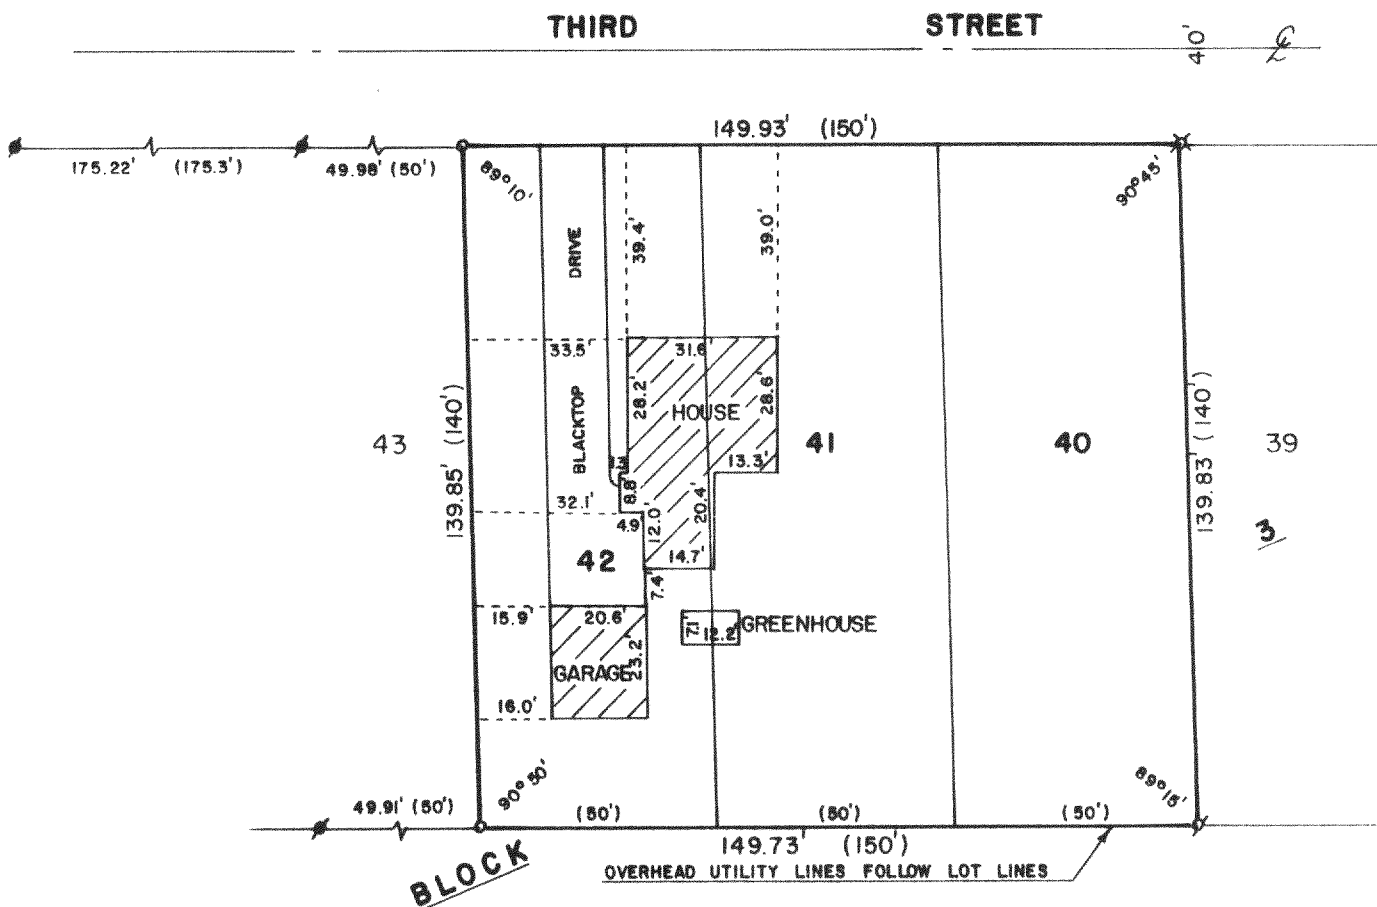 THIRD STREET
40' ℄
149.93' (150')
175.22' (175.3') 49.98' (50')
89°10' 90°45'
DRIVE 39.4' 39.0'
33.5' 31.6'
139.85' (140') BLACKTOP 28.2' HOUSE 28.6' 139.83' (140')
43 41 40 39
13.3'
8.8'
32.1' 4.9' 12.0' 20.4' 3
42 14.7'
7.4'
15.9' 20.6' 7.1' 12.2' GREENHOUSE
23.2'
GARAGE
16.0'
90°50' 89°15'
49.91' (50') (50') (50') (50')
149.73' (150')
BLOCK
OVERHEAD UTILITY LINES FOLLOW LOT LINES